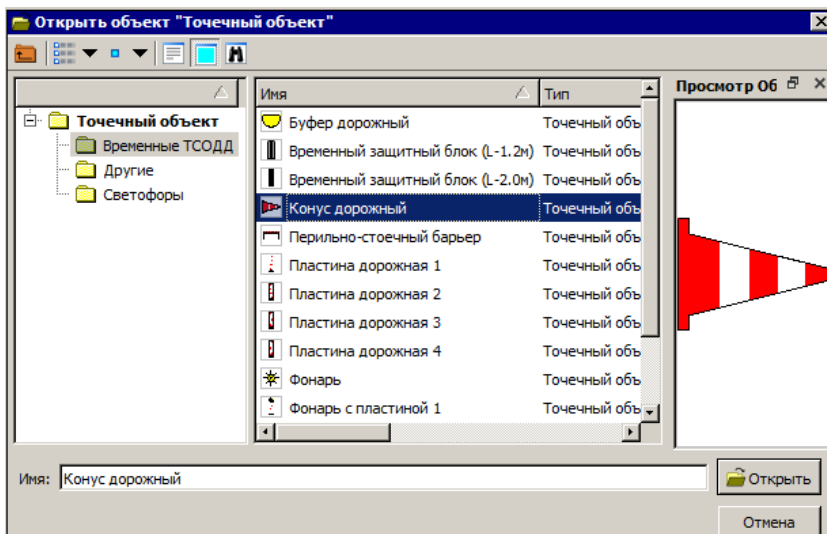 Открыть объект "Точечный объект"
Имя
Тип
Просмотр Об
Точечный объект
Временные ТСОДД
Другие
Светофоры
Буфер дорожный Точечный объ
Временный защитный блок (L-1.2м) Точечный объ
Временный защитный блок (L-2.0м) Точечный объ
Конус дорожный Точечный объ
Перильно-стоечный барьер Точечный объ
Пластина дорожная 1 Точечный объ
Пластина дорожная 2 Точечный объ
Пластина дорожная 3 Точечный объ
Пластина дорожная 4 Точечный объ
Фонарь Точечный объ
Фонарь с пластиной 1 Точечный объ
Имя: Конус дорожный
Открыть
Отмена